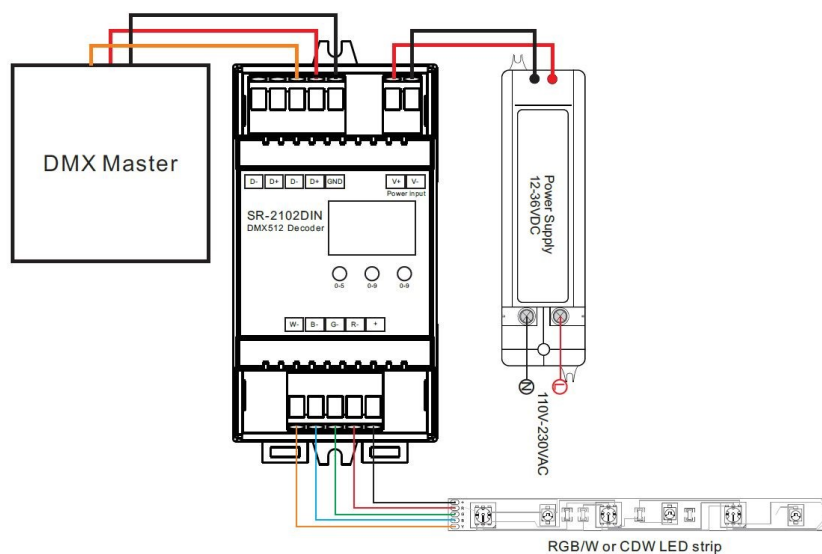 DMX Master
D- D+ D- D+ GND
V+ V-
Power Input
SR-2102DIN
DMX512 Decoder
0-5 0-9 0-9
W- B- G- R- +
Power Supply
12-36VDC
N
L
110V-230VAC
RGB/W or CDW LED strip